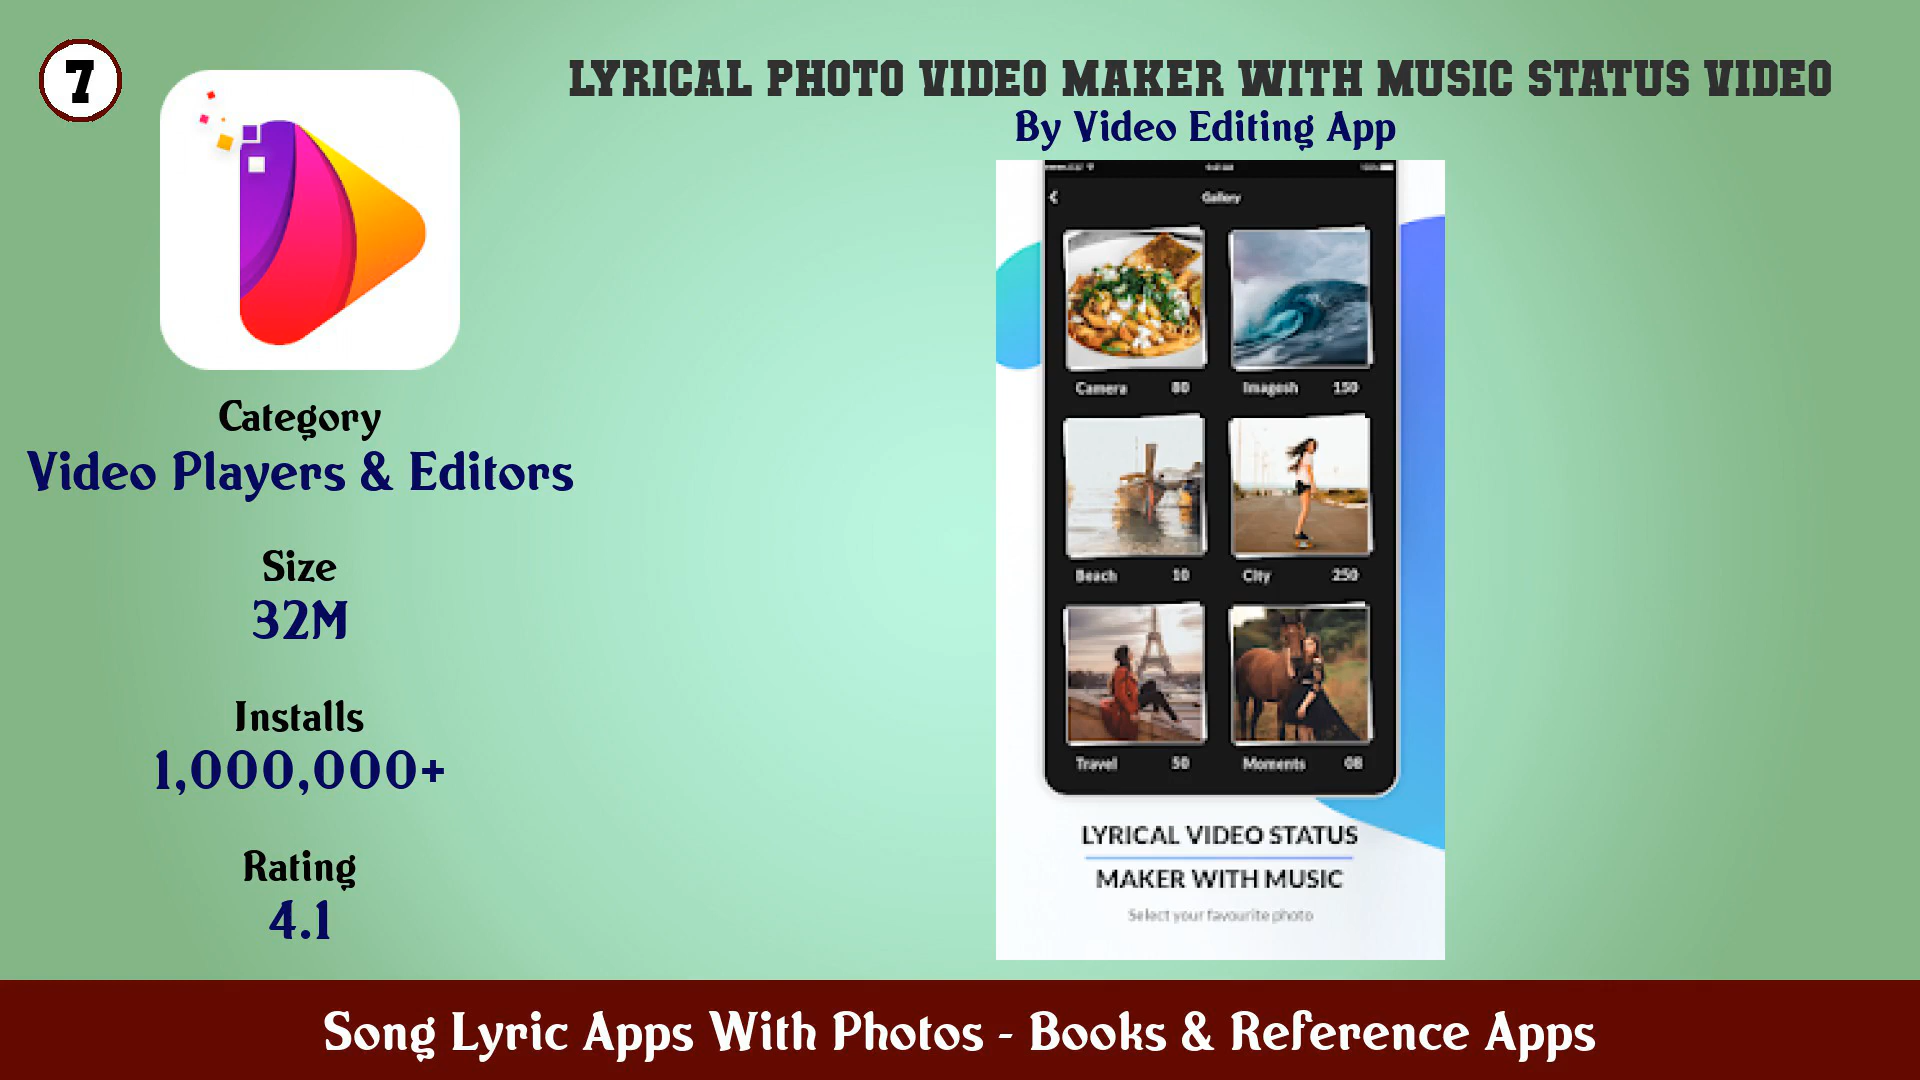 7
LYRICAL PHOTO VIDEO MAKER WITH MUSIC STATUS VIDEO
By Video Editing App
Category
Video Players & Editors
Size
32M
Installs
1,000,000+
Rating
4.1
Gallery
Camera 80 Imagesh 150
Beach 10 City 250
Travel 50 Moments 08
LYRICAL VIDEO STATUS
MAKER WITH MUSIC
Select your favourite photo
Song Lyric Apps With Photos - Books & Reference Apps